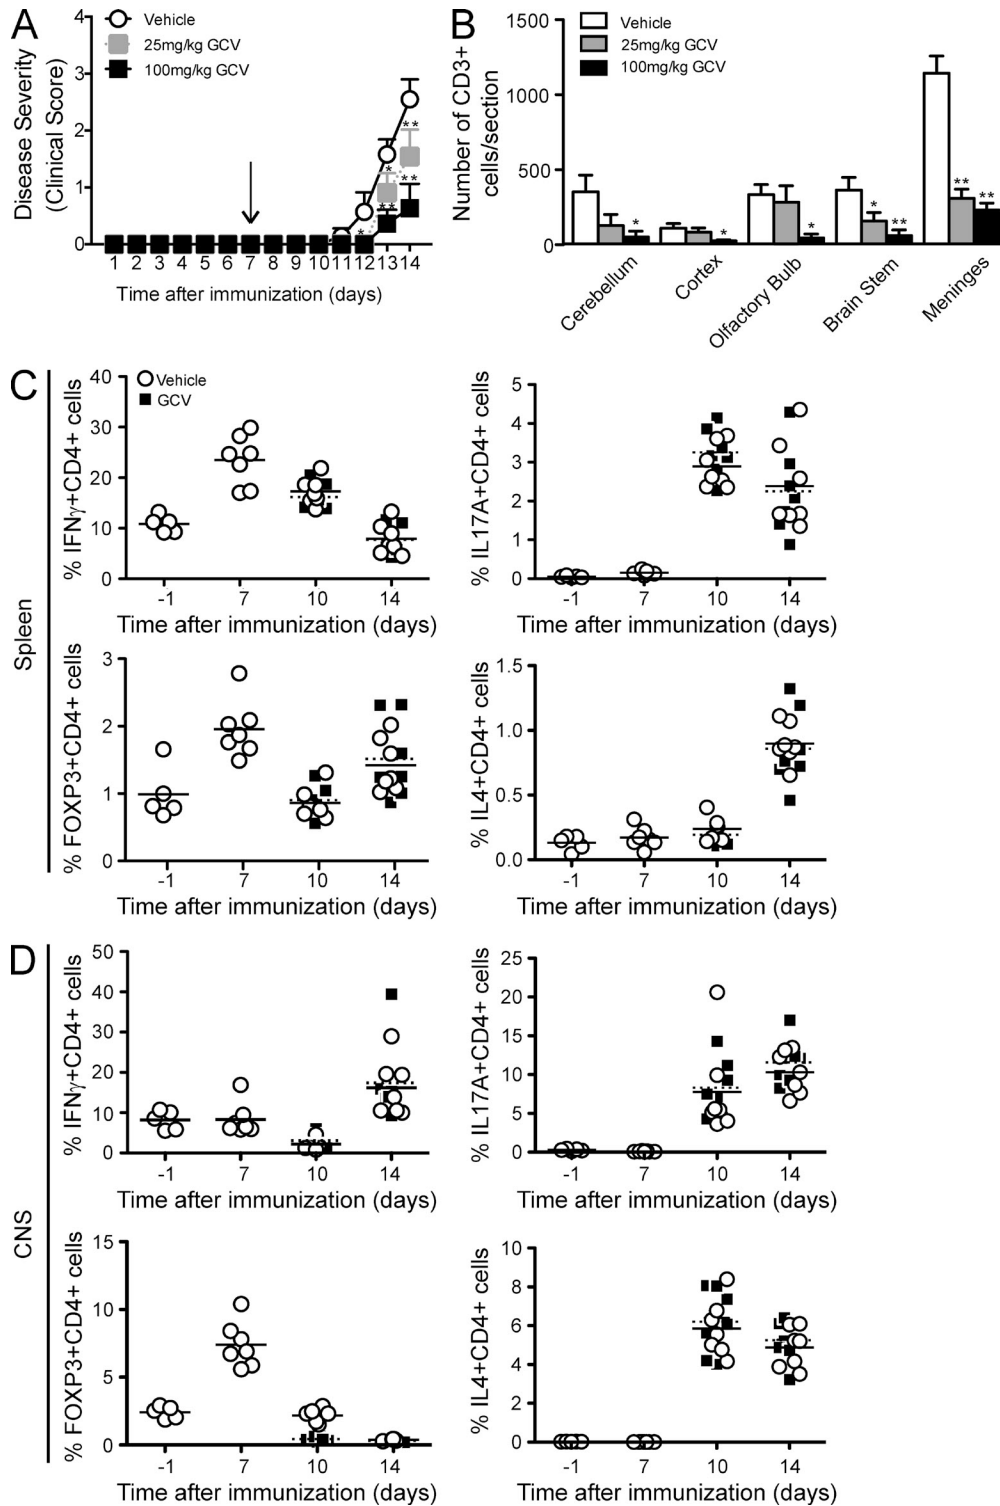 A
Vehicle
25mg/kg GCV
100mg/kg GCV
Disease Severity
(Clinical Score)
4
3
2
1
0
**
*
**
**
*
1 2 3 4 5 6 7 8 9 10 11 12 13 14
Time after immunization (days)
B
Vehicle
25mg/kg GCV
100mg/kg GCV
Number of CD3+
cells/section
1500
1000
500
0
*
*
*
*
**
**
**
Cerebellum
Cortex
Olfactory Bulb
Brain Stem
Meninges
C
Spleen
Vehicle
GCV
% IFNγ+CD4+ cells
40
30
20
10
0
-1 7 10 14
Time after immunization (days)
% IL17A+CD4+ cells
5
4
3
2
1
0
-1 7 10 14
Time after immunization (days)
% FOXP3+CD4+ cells
3
2
1
0
-1 7 10 14
Time after immunization (days)
% IL4+CD4+ cells
1.5
1.0
0.5
0.0
-1 7 10 14
Time after immunization (days)
D
CNS
% IFNγ+CD4+ cells
50
40
30
20
10
0
-1 7 10 14
Time after immunization (days)
% IL17A+CD4+ cells
25
20
15
10
5
0
-1 7 10 14
Time after immunization (days)
% FOXP3+CD4+ cells
15
10
5
0
-1 7 10 14
Time after immunization (days)
% IL4+CD4+ cells
10
8
6
4
2
0
-1 7 10 14
Time after immunization (days)